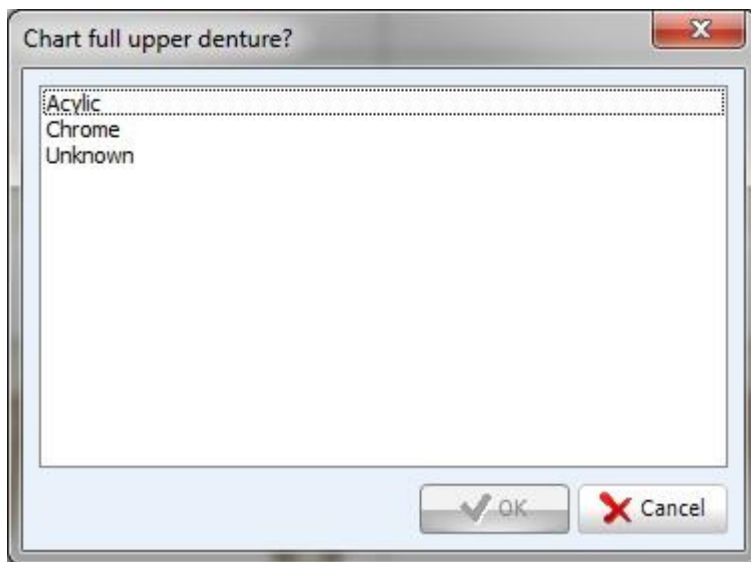 Chart full upper denture?
Acylic
Chrome
Unknown
OK
Cancel